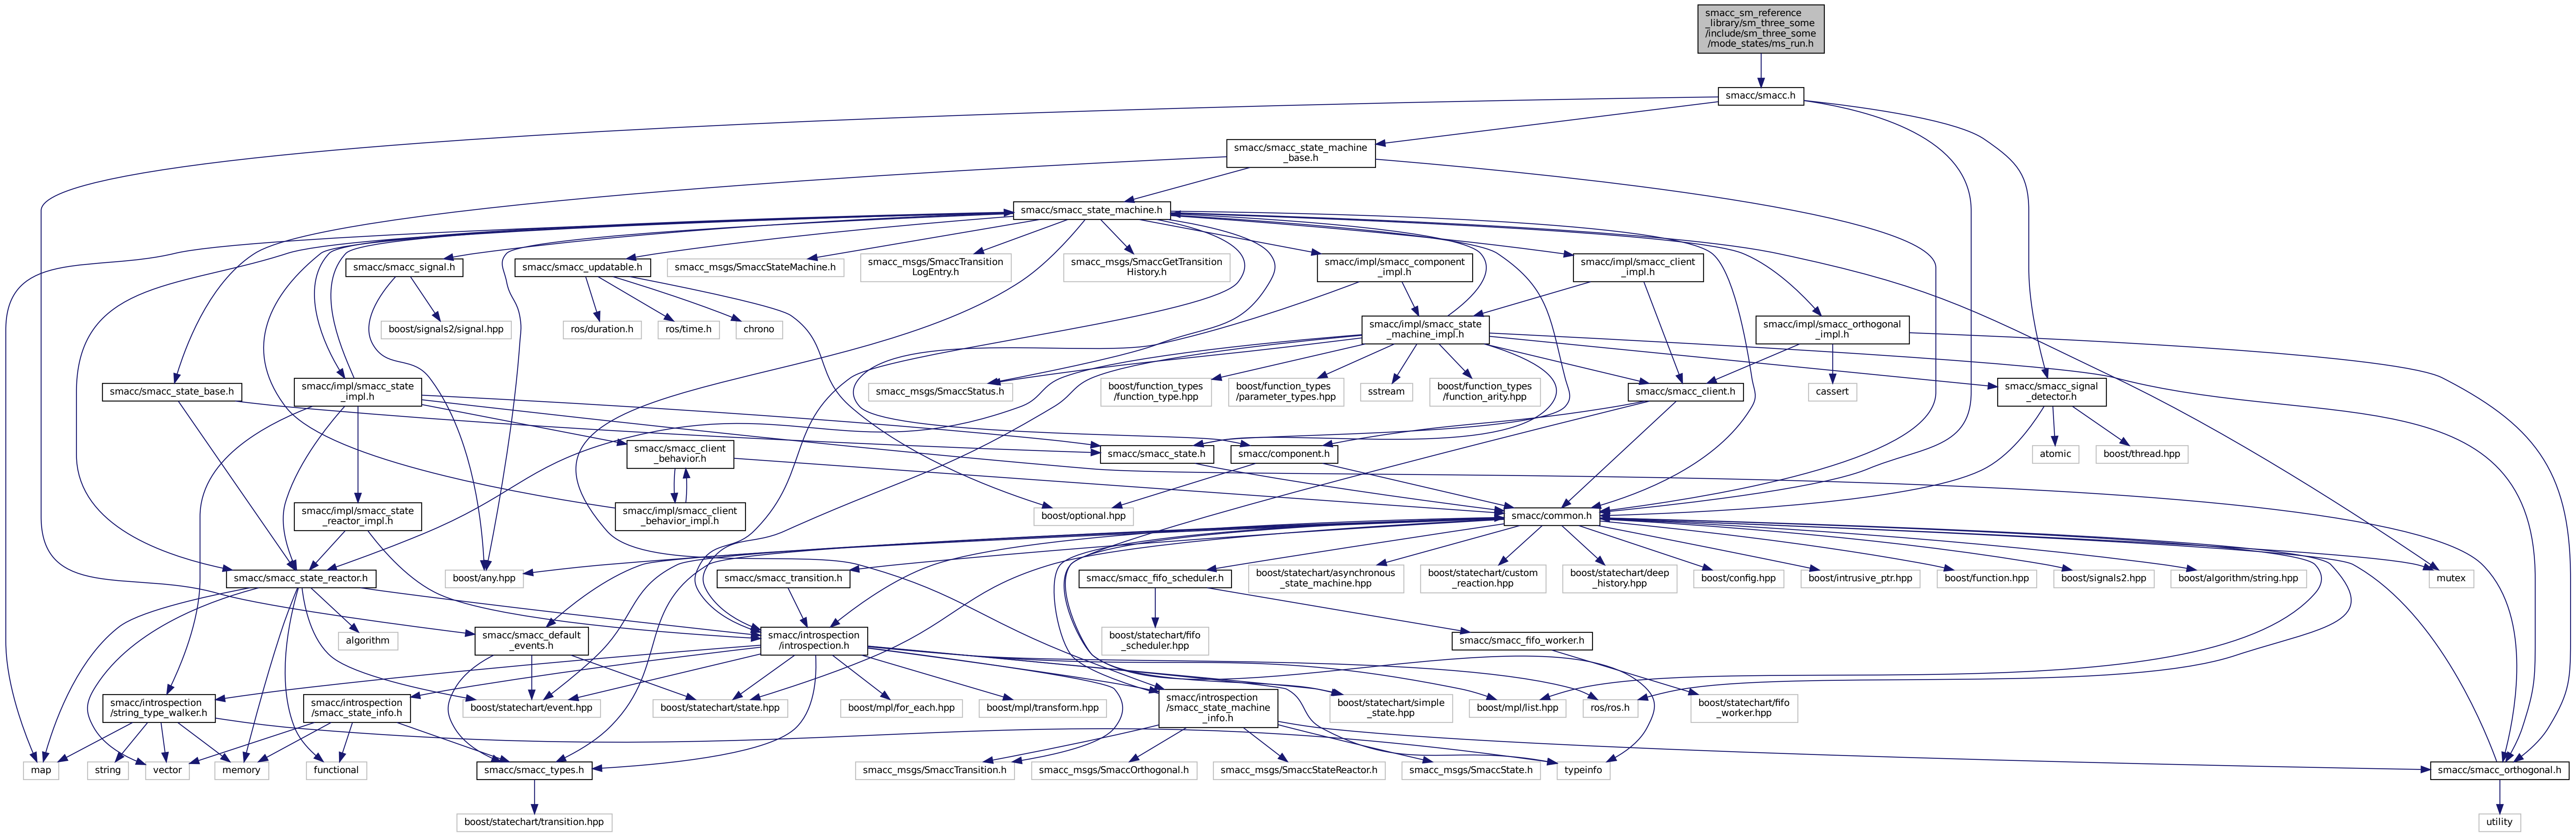 smacc_sm_reference
_library/sm_three_some
/include/sm_three_some
/mode_states/ms_run.h
smacc/smacc.h
smacc/smacc_state_machine
_base.h
smacc/smacc_state_machine.h
smacc/smacc_signal.h
smacc/smacc_updatable.h
smacc_msgs/SmaccStateMachine.h
smacc_msgs/SmaccTransition
LogEntry.h
smacc_msgs/SmaccGetTransition
History.h
smacc/impl/smacc_component
_impl.h
smacc/impl/smacc_client
_impl.h
boost/signals2/signal.hpp
ros/duration.h
ros/time.h
chrono
smacc/impl/smacc_state
_machine_impl.h
smacc/impl/smacc_orthogonal
_impl.h
smacc/smacc_state_base.h
smacc/impl/smacc_state
_impl.h
smacc_msgs/SmaccStatus.h
boost/function_types
/function_type.hpp
boost/function_types
/parameter_types.hpp
sstream
boost/function_types
/function_arity.hpp
smacc/smacc_client.h
cassert
smacc/smacc_signal
_detector.h
smacc/smacc_client
_behavior.h
smacc/smacc_state.h
smacc/component.h
atomic
boost/thread.hpp
smacc/impl/smacc_state
_reactor_impl.h
smacc/impl/smacc_client
_behavior_impl.h
boost/optional.hpp
smacc/common.h
smacc/smacc_state_reactor.h
boost/any.hpp
smacc/smacc_transition.h
smacc/smacc_fifo_scheduler.h
boost/statechart/asynchronous
_state_machine.hpp
boost/statechart/custom
_reaction.hpp
boost/statechart/deep
_history.hpp
boost/config.hpp
boost/intrusive_ptr.hpp
boost/function.hpp
boost/signals2.hpp
boost/algorithm/string.hpp
mutex
algorithm
smacc/smacc_default
_events.h
smacc/introspection
/introspection.h
boost/statechart/fifo
_scheduler.hpp
smacc/smacc_fifo_worker.h
smacc/introspection
/string_type_walker.h
smacc/introspection
/smacc_state_info.h
boost/statechart/event.hpp
boost/statechart/state.hpp
boost/mpl/for_each.hpp
boost/mpl/transform.hpp
smacc/introspection
/smacc_state_machine
_info.h
boost/statechart/simple
_state.hpp
boost/mpl/list.hpp
ros/ros.h
boost/statechart/fifo
_worker.hpp
map
string
vector
memory
functional
smacc/smacc_types.h
smacc_msgs/SmaccTransition.h
smacc_msgs/SmaccOrthogonal.h
smacc_msgs/SmaccStateReactor.h
smacc_msgs/SmaccState.h
typeinfo
smacc/smacc_orthogonal.h
boost/statechart/transition.hpp
utility